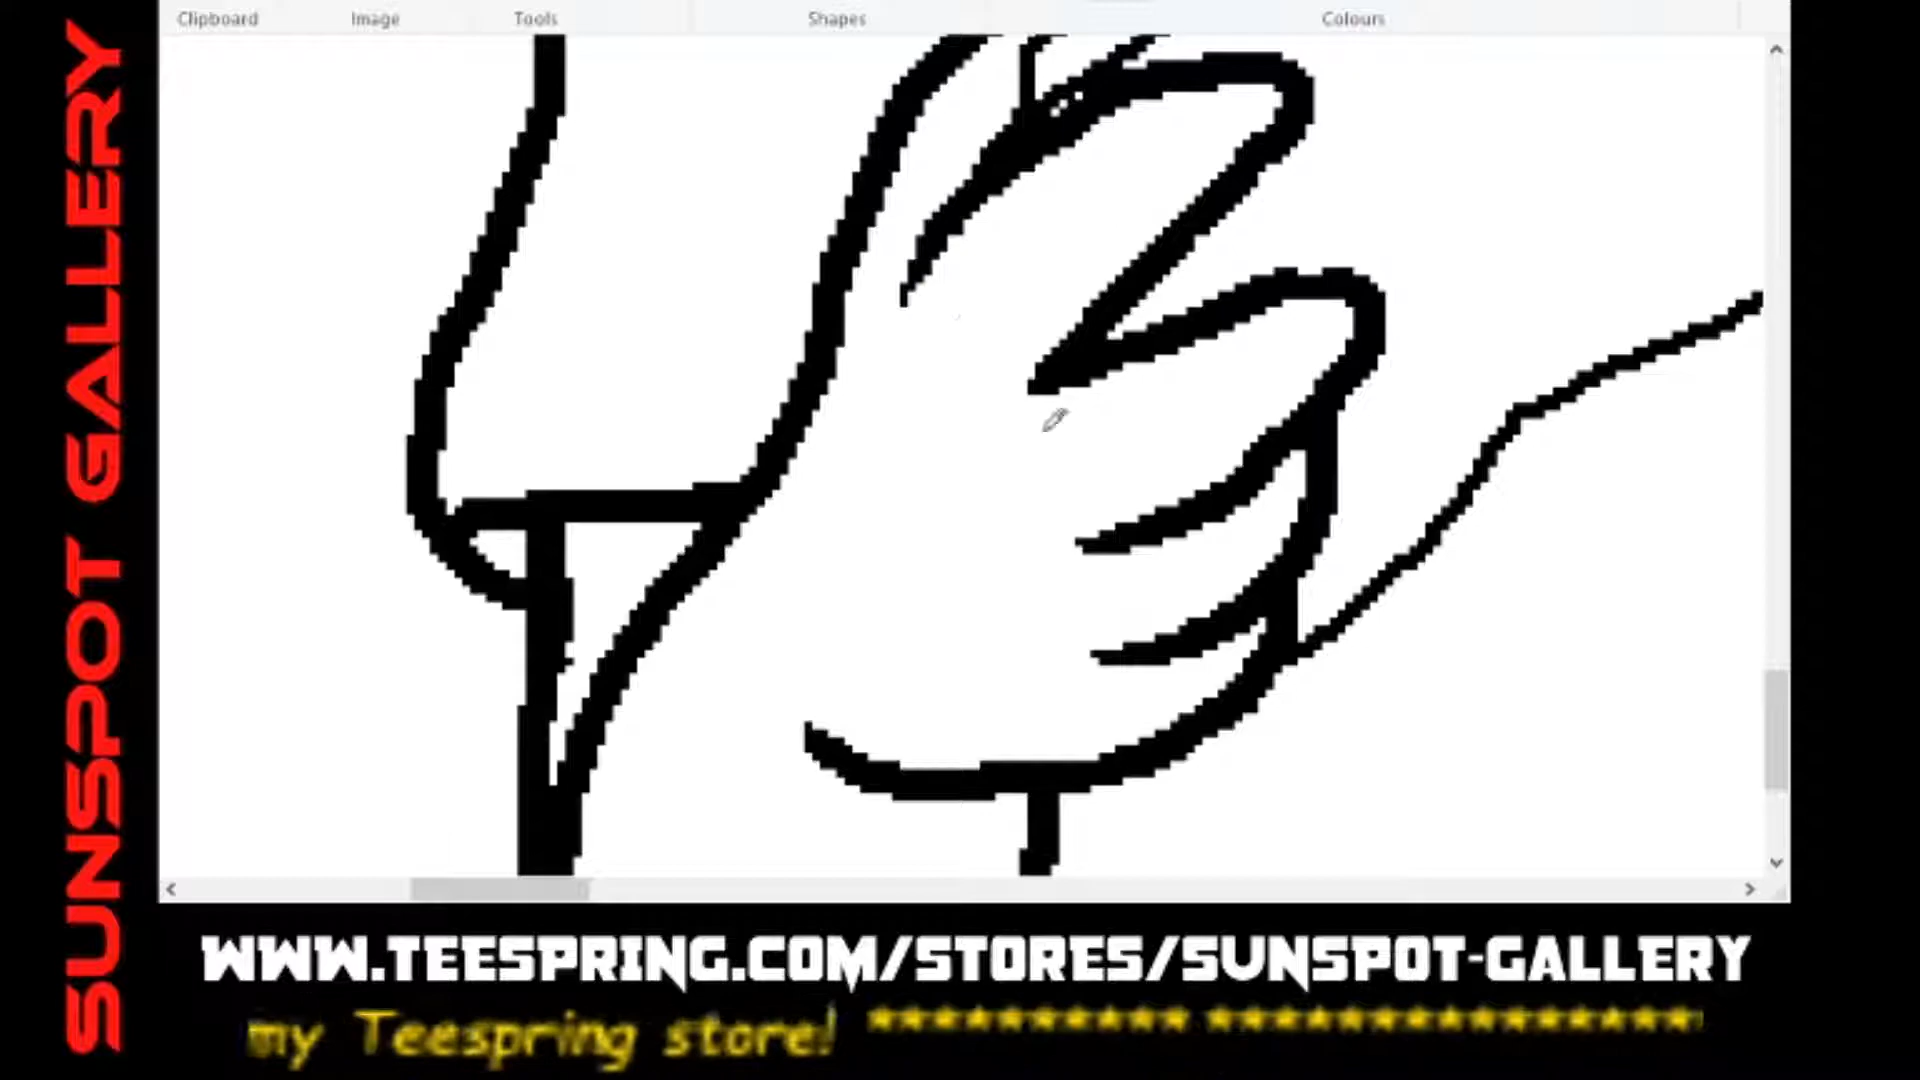 Clipboard Image Tools Shapes Colours
SUNSPOT GALLERY
WWW.TEESPRING.COM/STORES/SUNSPOT-GALLERY
my Teespring store! ************************